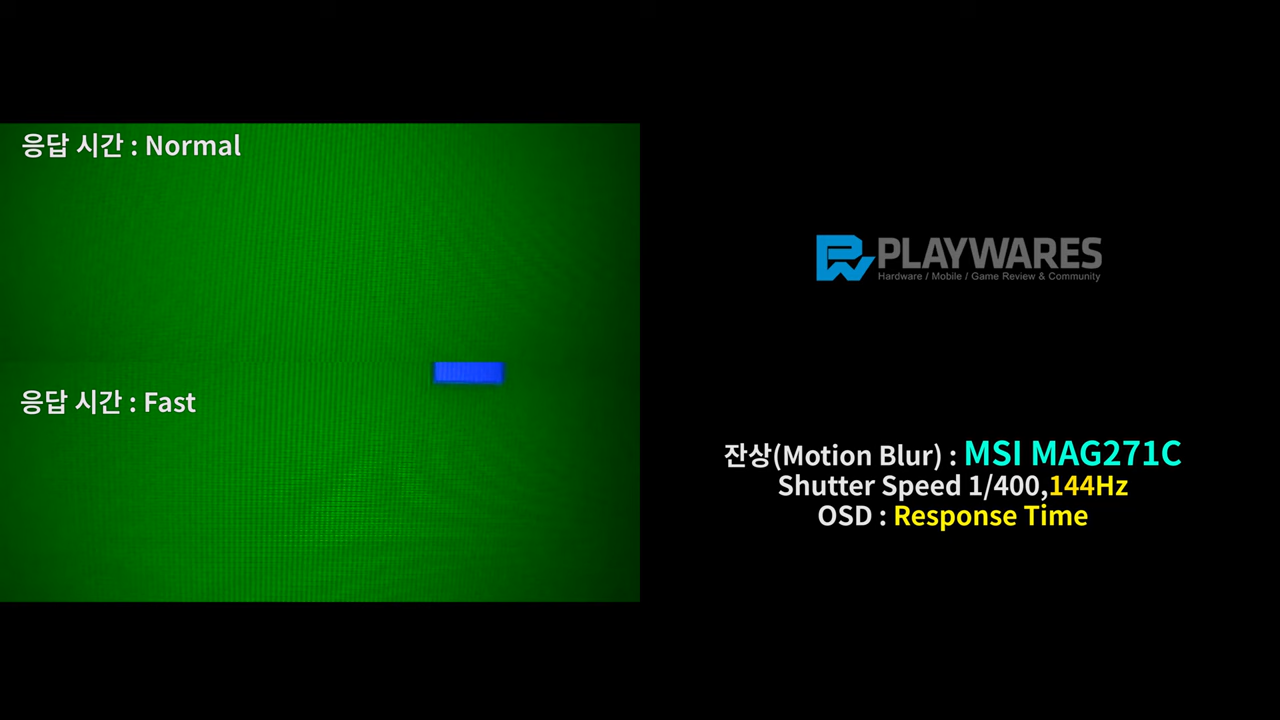 응답 시간 : Normal
응답 시간 : Fast
PLAYWARES
Hardware / Mobile / Game Review & Community
잔상(Motion Blur) : MSI MAG271C
Shutter Speed 1/400,144Hz
OSD : Response Time